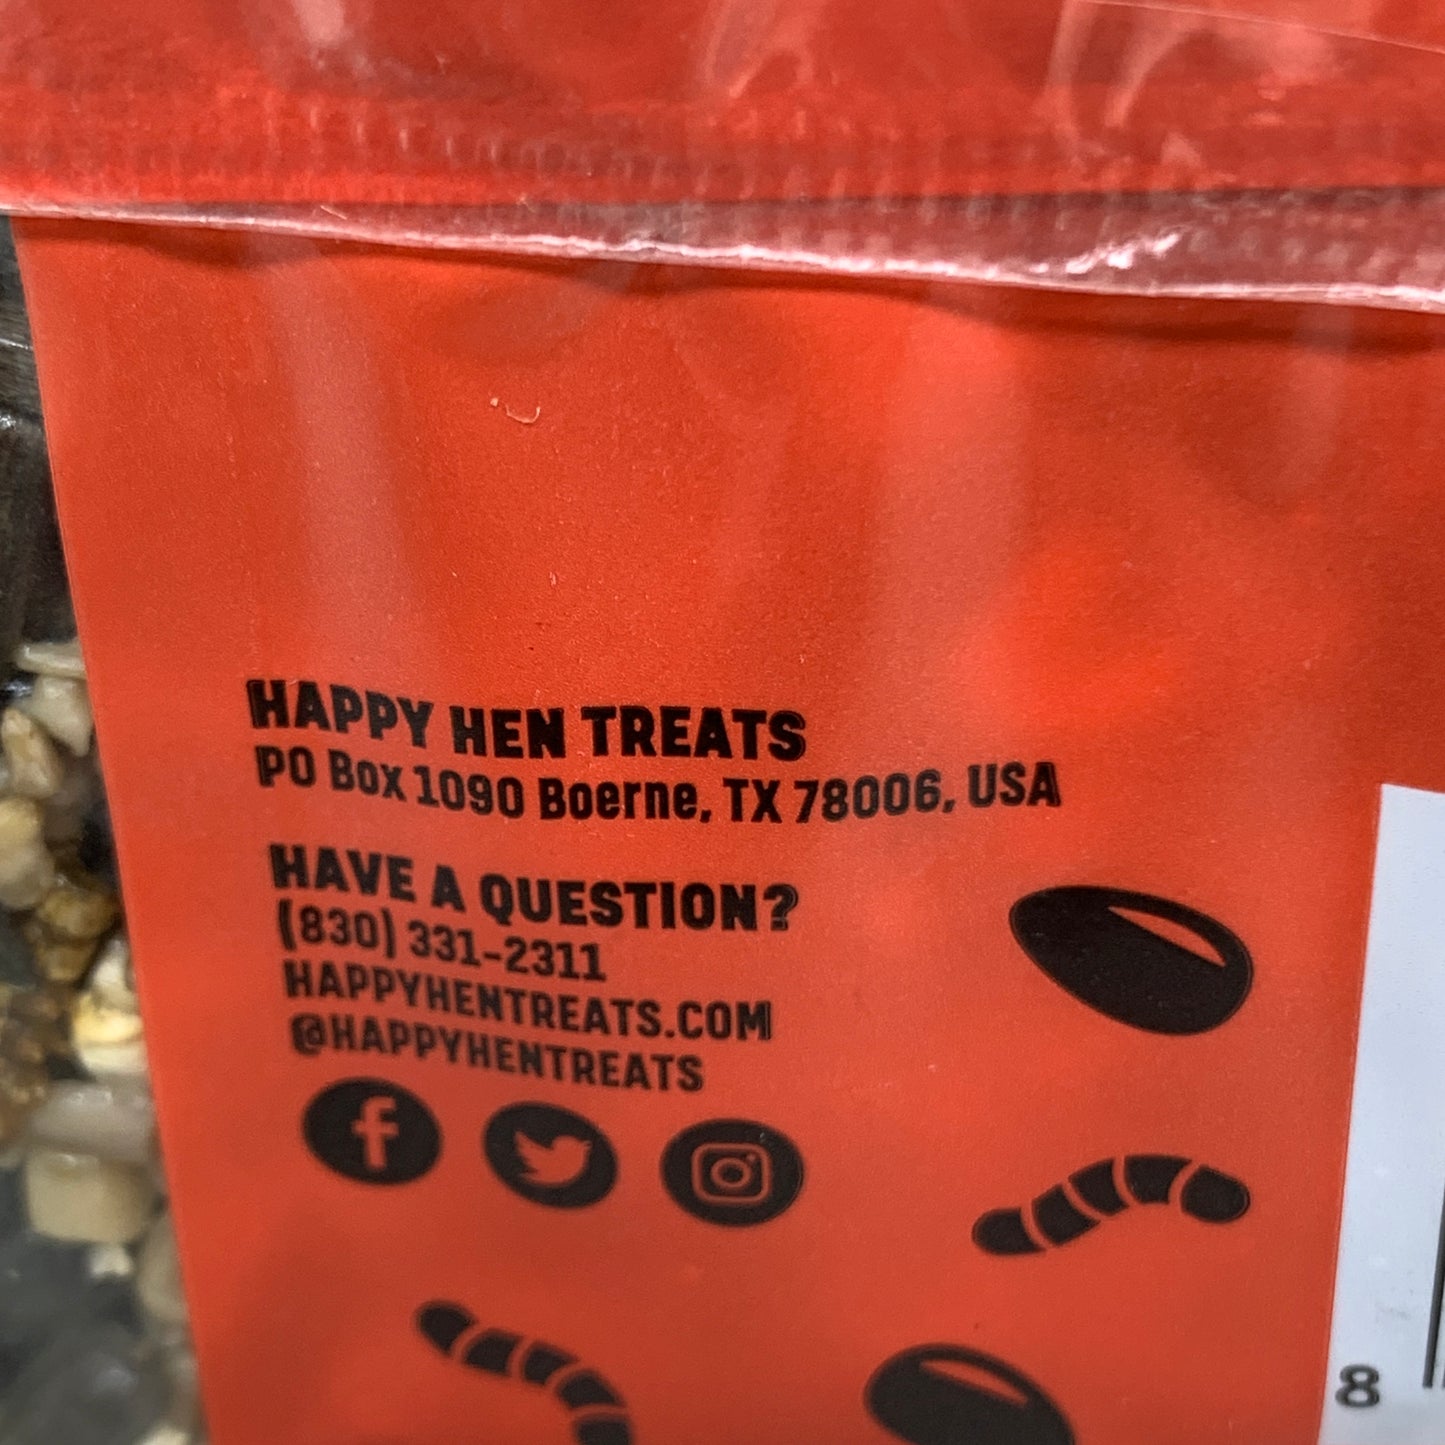 HAPPY HEN TREATS
PO Box 1090 Boerne, TX 78006, USA
HAVE A QUESTION?
(830) 331-2311
HAPPYHENTREATS.COM
@HAPPYHENTREATS
8